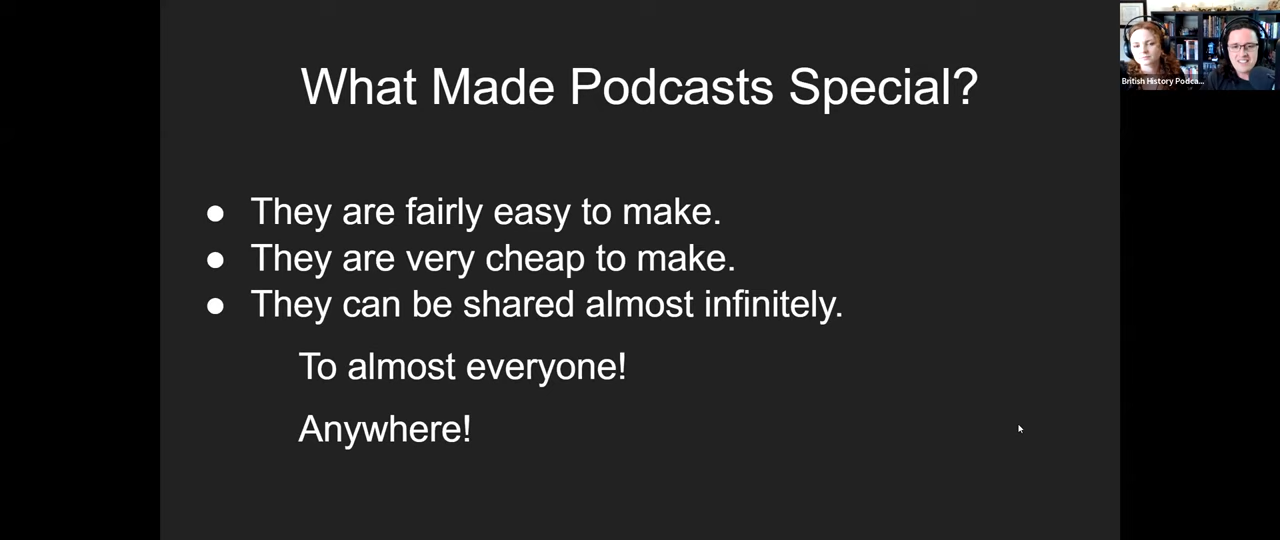 What Made Podcasts Special?
● They are fairly easy to make.
● They are very cheap to make.
● They can be shared almost infinitely.
To almost everyone!
Anywhere!
British History Podca...